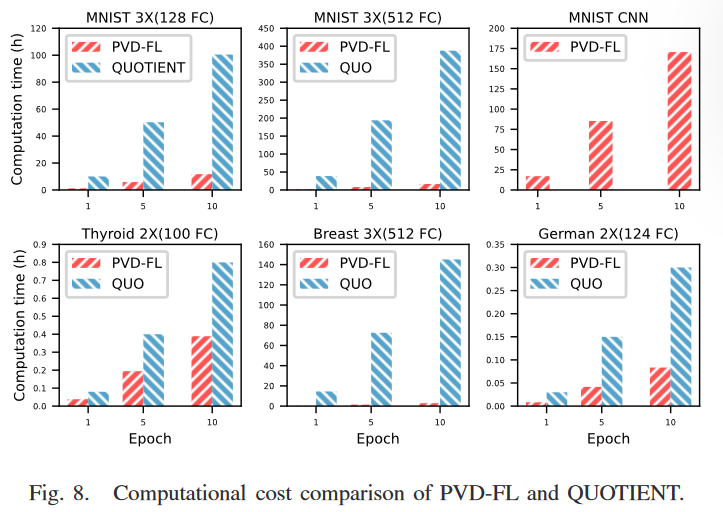 MNIST 3X(128 FC)
Computation time (h)
120
100
80
60
40
20
0
PVD-FL
QUOTIENT
1 5 10
MNIST 3X(512 FC)
450
400
350
300
250
200
150
100
50
0
PVD-FL
QUO
1 5 10
MNIST CNN
200
175
150
125
100
75
50
25
0
PVD-FL
1 5 10
Thyroid 2X(100 FC)
Computation time (h)
0.9
0.8
0.7
0.6
0.5
0.4
0.3
0.2
0.1
0.0
PVD-FL
QUO
1 5 10
Epoch
Breast 3X(512 FC)
160
140
120
100
80
60
40
20
0
PVD-FL
QUO
1 5 10
Epoch
German 2X(124 FC)
0.35
0.30
0.25
0.20
0.15
0.10
0.05
0.00
PVD-FL
QUO
1 5 10
Epoch
Fig. 8. Computational cost comparison of PVD-FL and QUOTIENT.